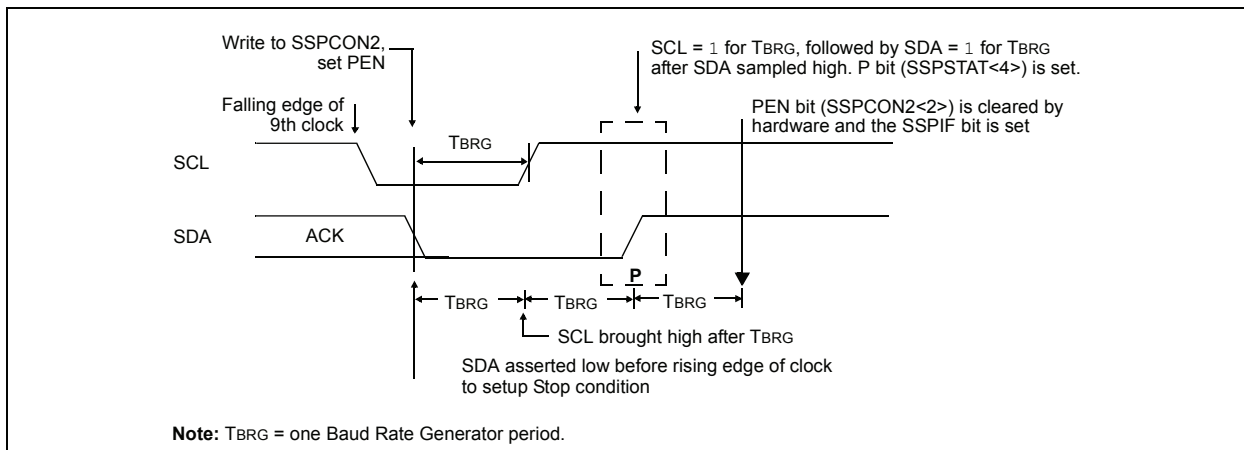 Write to SSPCON2,
set PEN
SCL = 1 for TBRG, followed by SDA = 1 for TBRG
after SDA sampled high. P bit (SSPSTAT<4>) is set.
Falling edge of
9th clock
PEN bit (SSPCON2<2>) is cleared by
hardware and the SSPIF bit is set
TBRG
SCL
SDA
ACK
P
TBRG
TBRG
TBRG
SCL brought high after TBRG
SDA asserted low before rising edge of clock
to setup Stop condition
Note: TBRG = one Baud Rate Generator period.